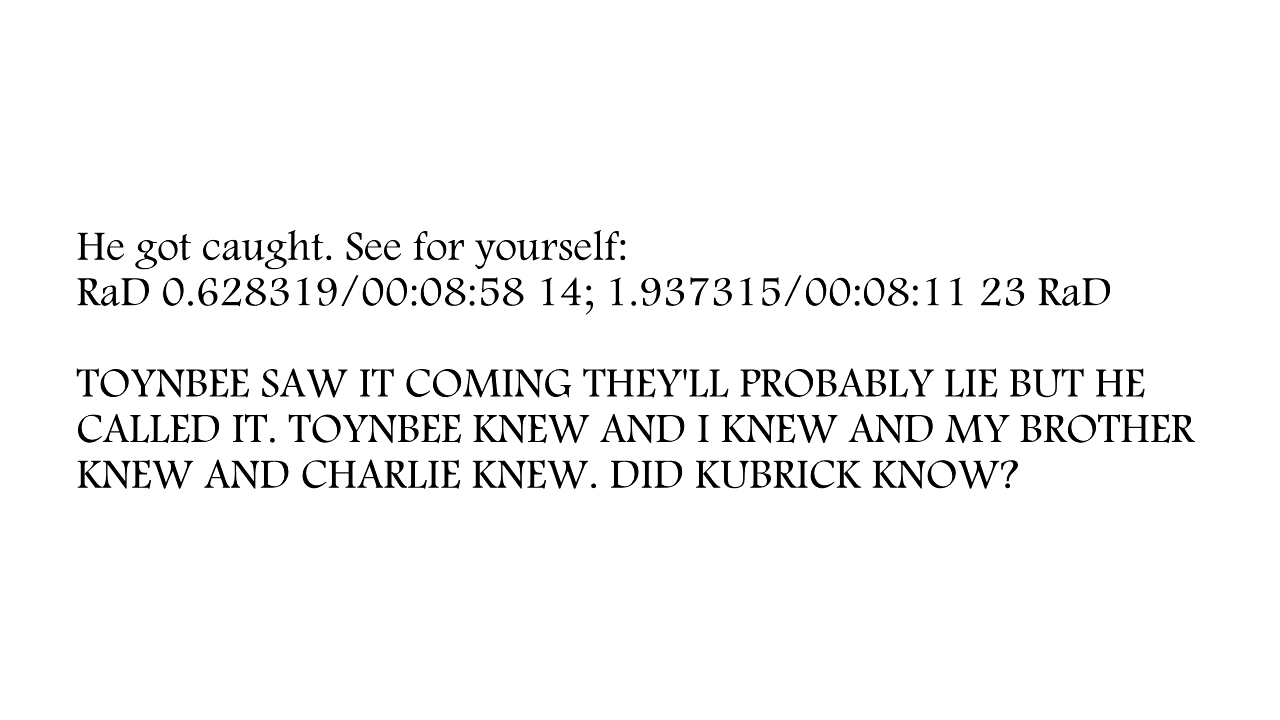 He got caught. See for yourself:
RaD 0.628319/00:08:58 14; 1.937315/00:08:11 23 RaD
TOYNBEE SAW IT COMING THEY'LL PROBABLY LIE BUT HE
CALLED IT. TOYNBEE KNEW AND I KNEW AND MY BROTHER
KNEW AND CHARLIE KNEW. DID KUBRICK KNOW?